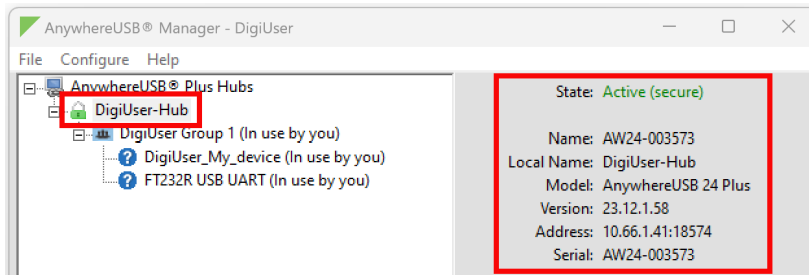 AnywhereUSB® Manager - DigiUser
File Configure Help
AnywhereUSB® Plus Hubs
DigiUser-Hub
DigiUser Group 1 (In use by you)
DigiUser_My_device (In use by you)
FT232R USB UART (In use by you)
State: Active (secure)
Name: AW24-003573
Local Name: DigiUser-Hub
Model: AnywhereUSB 24 Plus
Version: 23.12.1.58
Address: 10.66.1.41:18574
Serial: AW24-003573